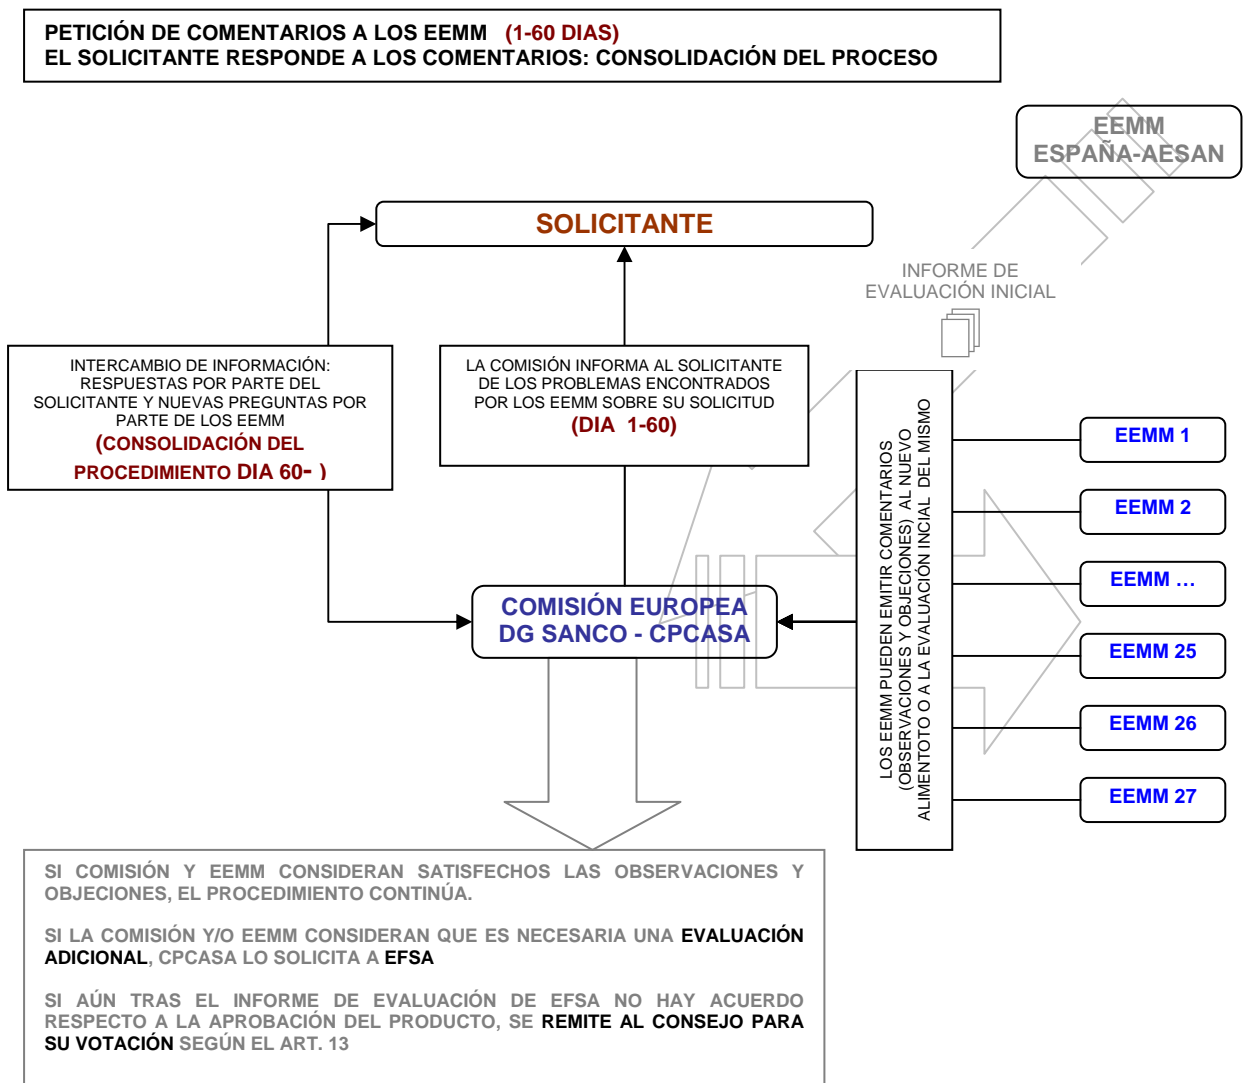 PETICIÓN DE COMENTARIOS A LOS EEMM (1-60 DIAS)
EL SOLICITANTE RESPONDE A LOS COMENTARIOS: CONSOLIDACIÓN DEL PROCESO
EEMM
ESPAÑA-AESAN
SOLICITANTE
INFORME DE
EVALUACIÓN INICIAL
INTERCAMBIO DE INFORMACIÓN:
RESPUESTAS POR PARTE DEL
SOLICITANTE Y NUEVAS PREGUNTAS POR
PARTE DE LOS EEMM
(CONSOLIDACIÓN DEL
PROCEDIMIENTO DIA 60- )
LA COMISIÓN INFORMA AL SOLICITANTE
DE LOS PROBLEMAS ENCONTRADOS
POR LOS EEMM SOBRE SU SOLICITUD
(DIA 1-60)
LOS EEMM PUEDEN EMITIR COMENTARIOS
(OBSERVACIONES Y OBJECIONES) AL NUEVO
ALIMENTOTO O A LA EVALUACIÓN INCIAL DEL MISMO
EEMM 1
EEMM 2
EEMM …
EEMM 25
EEMM 26
EEMM 27
COMISIÓN EUROPEA
DG SANCO - CPCASA
SI COMISIÓN Y EEMM CONSIDERAN SATISFECHOS LAS OBSERVACIONES Y
OBJECIONES, EL PROCEDIMIENTO CONTINÚA.
SI LA COMISIÓN Y/O EEMM CONSIDERAN QUE ES NECESARIA UNA EVALUACIÓN
ADICIONAL, CPCASA LO SOLICITA A EFSA
SI AÚN TRAS EL INFORME DE EVALUACIÓN DE EFSA NO HAY ACUERDO
RESPECTO A LA APROBACIÓN DEL PRODUCTO, SE REMITE AL CONSEJO PARA
SU VOTACIÓN SEGÚN EL ART. 13